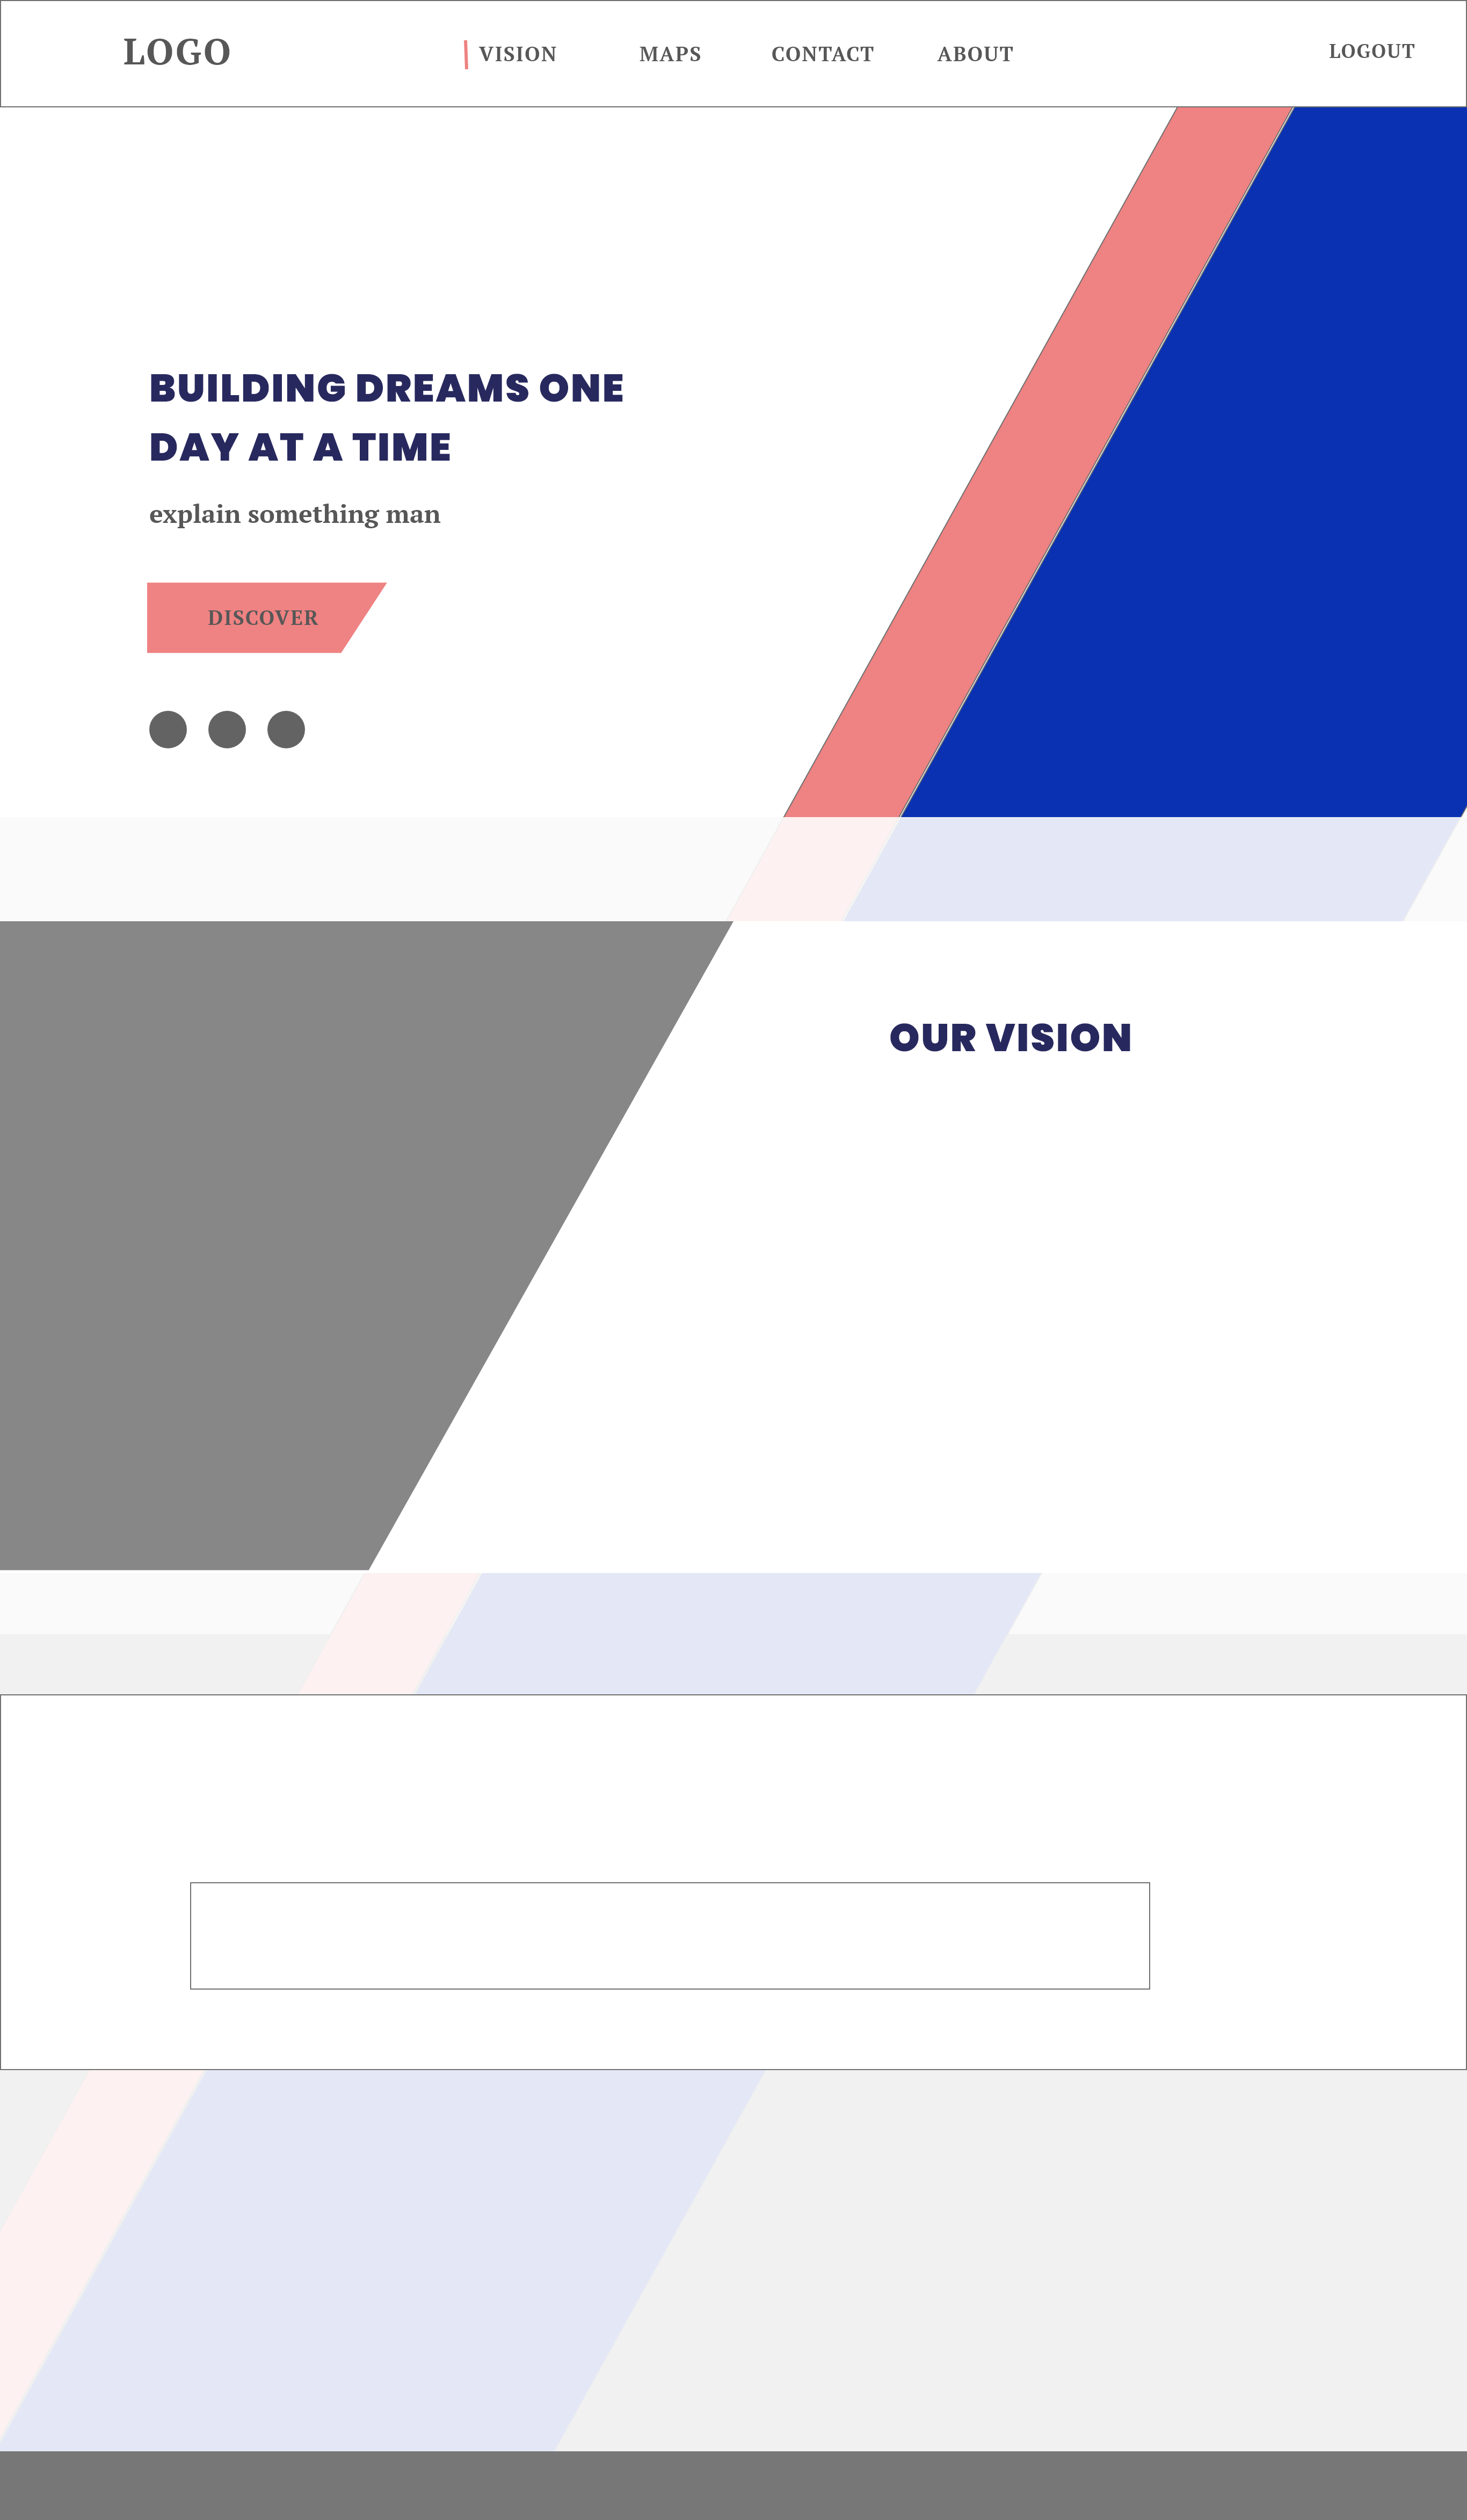 LOGO
VISION
MAPS
CONTACT
ABOUT
LOGOUT
BUILDING DREAMS ONE
DAY AT A TIME
explain something man
DISCOVER
OUR VISION